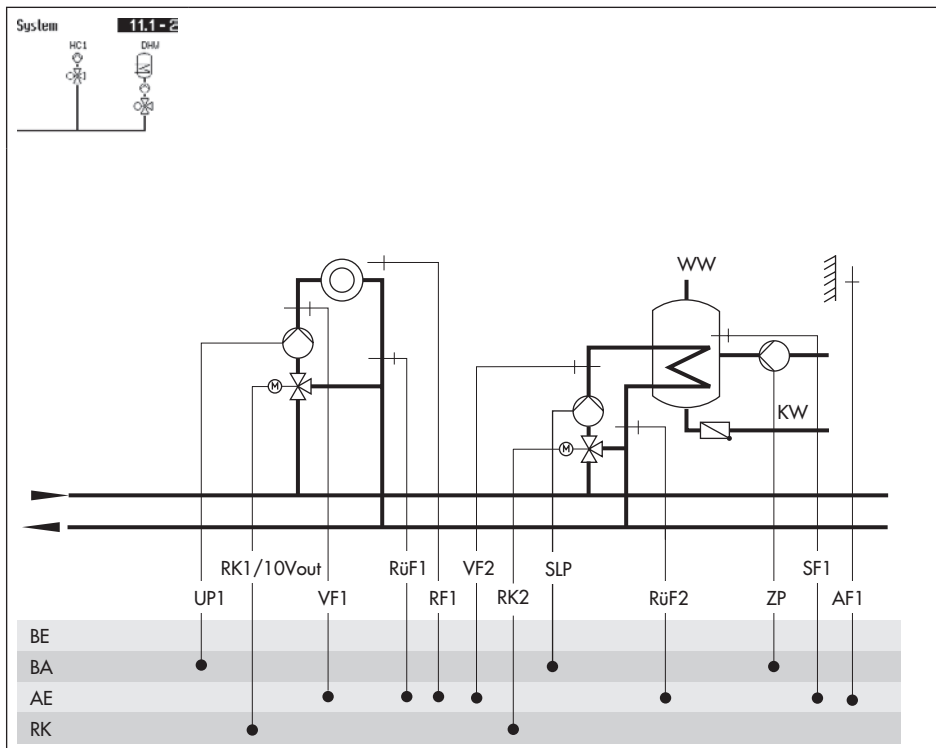 System 11.1 - 2
HC1 DHW
WW
M
KW
M
RK1/10Vout RüF1 VF2 SLP SF1
UP1 VF1 RF1 RK2 RüF2 ZP AF1
BE
BA
AE
RK